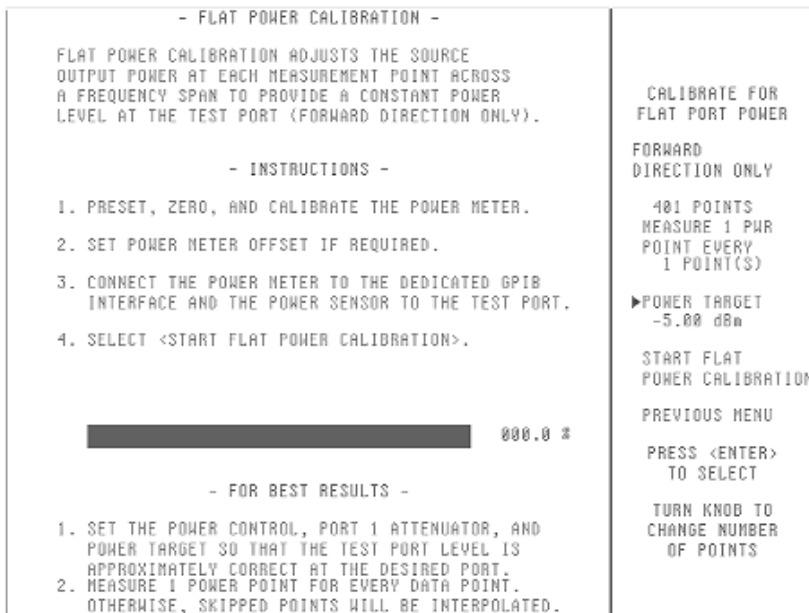 - FLAT POWER CALIBRATION -
FLAT POWER CALIBRATION ADJUSTS THE SOURCE
OUTPUT POWER AT EACH MEASUREMENT POINT ACROSS
A FREQUENCY SPAN TO PROVIDE A CONSTANT POWER
LEVEL AT THE TEST PORT (FORWARD DIRECTION ONLY).
- INSTRUCTIONS -
1. PRESET, ZERO, AND CALIBRATE THE POWER METER.
2. SET POWER METER OFFSET IF REQUIRED.
3. CONNECT THE POWER METER TO THE DEDICATED GPIB
INTERFACE AND THE POWER SENSOR TO THE TEST PORT.
4. SELECT <START FLAT POWER CALIBRATION>.
000.0 %
- FOR BEST RESULTS -
1. SET THE POWER CONTROL, PORT 1 ATTENUATOR, AND
POWER TARGET SO THAT THE TEST PORT LEVEL IS
APPROXIMATELY CORRECT AT THE DESIRED PORT.
2. MEASURE 1 POWER POINT FOR EVERY DATA POINT.
OTHERWISE, SKIPPED POINTS WILL BE INTERPOLATED.
CALIBRATE FOR
FLAT PORT POWER
FORWARD
DIRECTION ONLY
401 POINTS
MEASURE 1 PWR
POINT EVERY
1 POINT(S)
▶POWER TARGET
-5.00 dBm
START FLAT
POWER CALIBRATION
PREVIOUS MENU
PRESS <ENTER>
TO SELECT
TURN KNOB TO
CHANGE NUMBER
OF POINTS